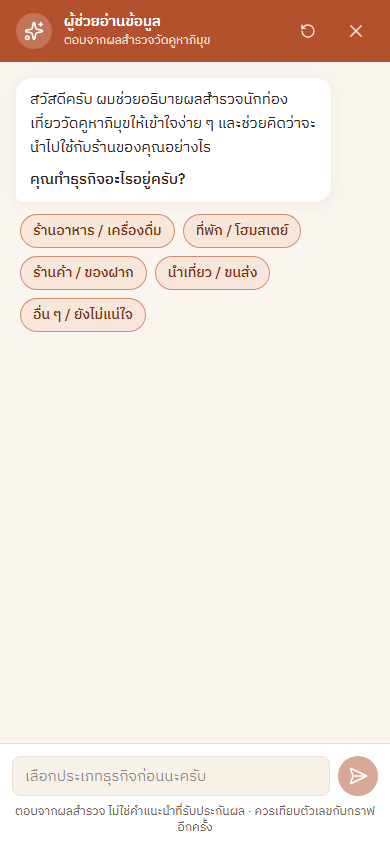 ผู้ช่วยอ่านข้อมูล
ตอบจากผลสำรวจวัดคูหาภิมุข
สวัสดีครับ ผมช่วยอธิบายผลสำรวจนักท่อง
เที่ยววัดคูหาภิมุขให้เข้าใจง่าย ๆ และช่วยคิดว่าจะ
นำไปใช้กับร้านของคุณอย่างไร
คุณทำธุรกิจอะไรอยู่ครับ?
ร้านอาหาร / เครื่องดื่ม
ที่พัก / โฮมสเตย์
ร้านค้า / ของฝาก
นำเที่ยว / ขนส่ง
อื่น ๆ / ยังไม่แน่ใจ
เลือกประเภทธุรกิจก่อนนะครับ
ตอบจากผลสำรวจ ไม่ใช่คำแนะนำที่รับประกันผล · ควรเทียบตัวเลขกับกราฟ
อีกครั้ง